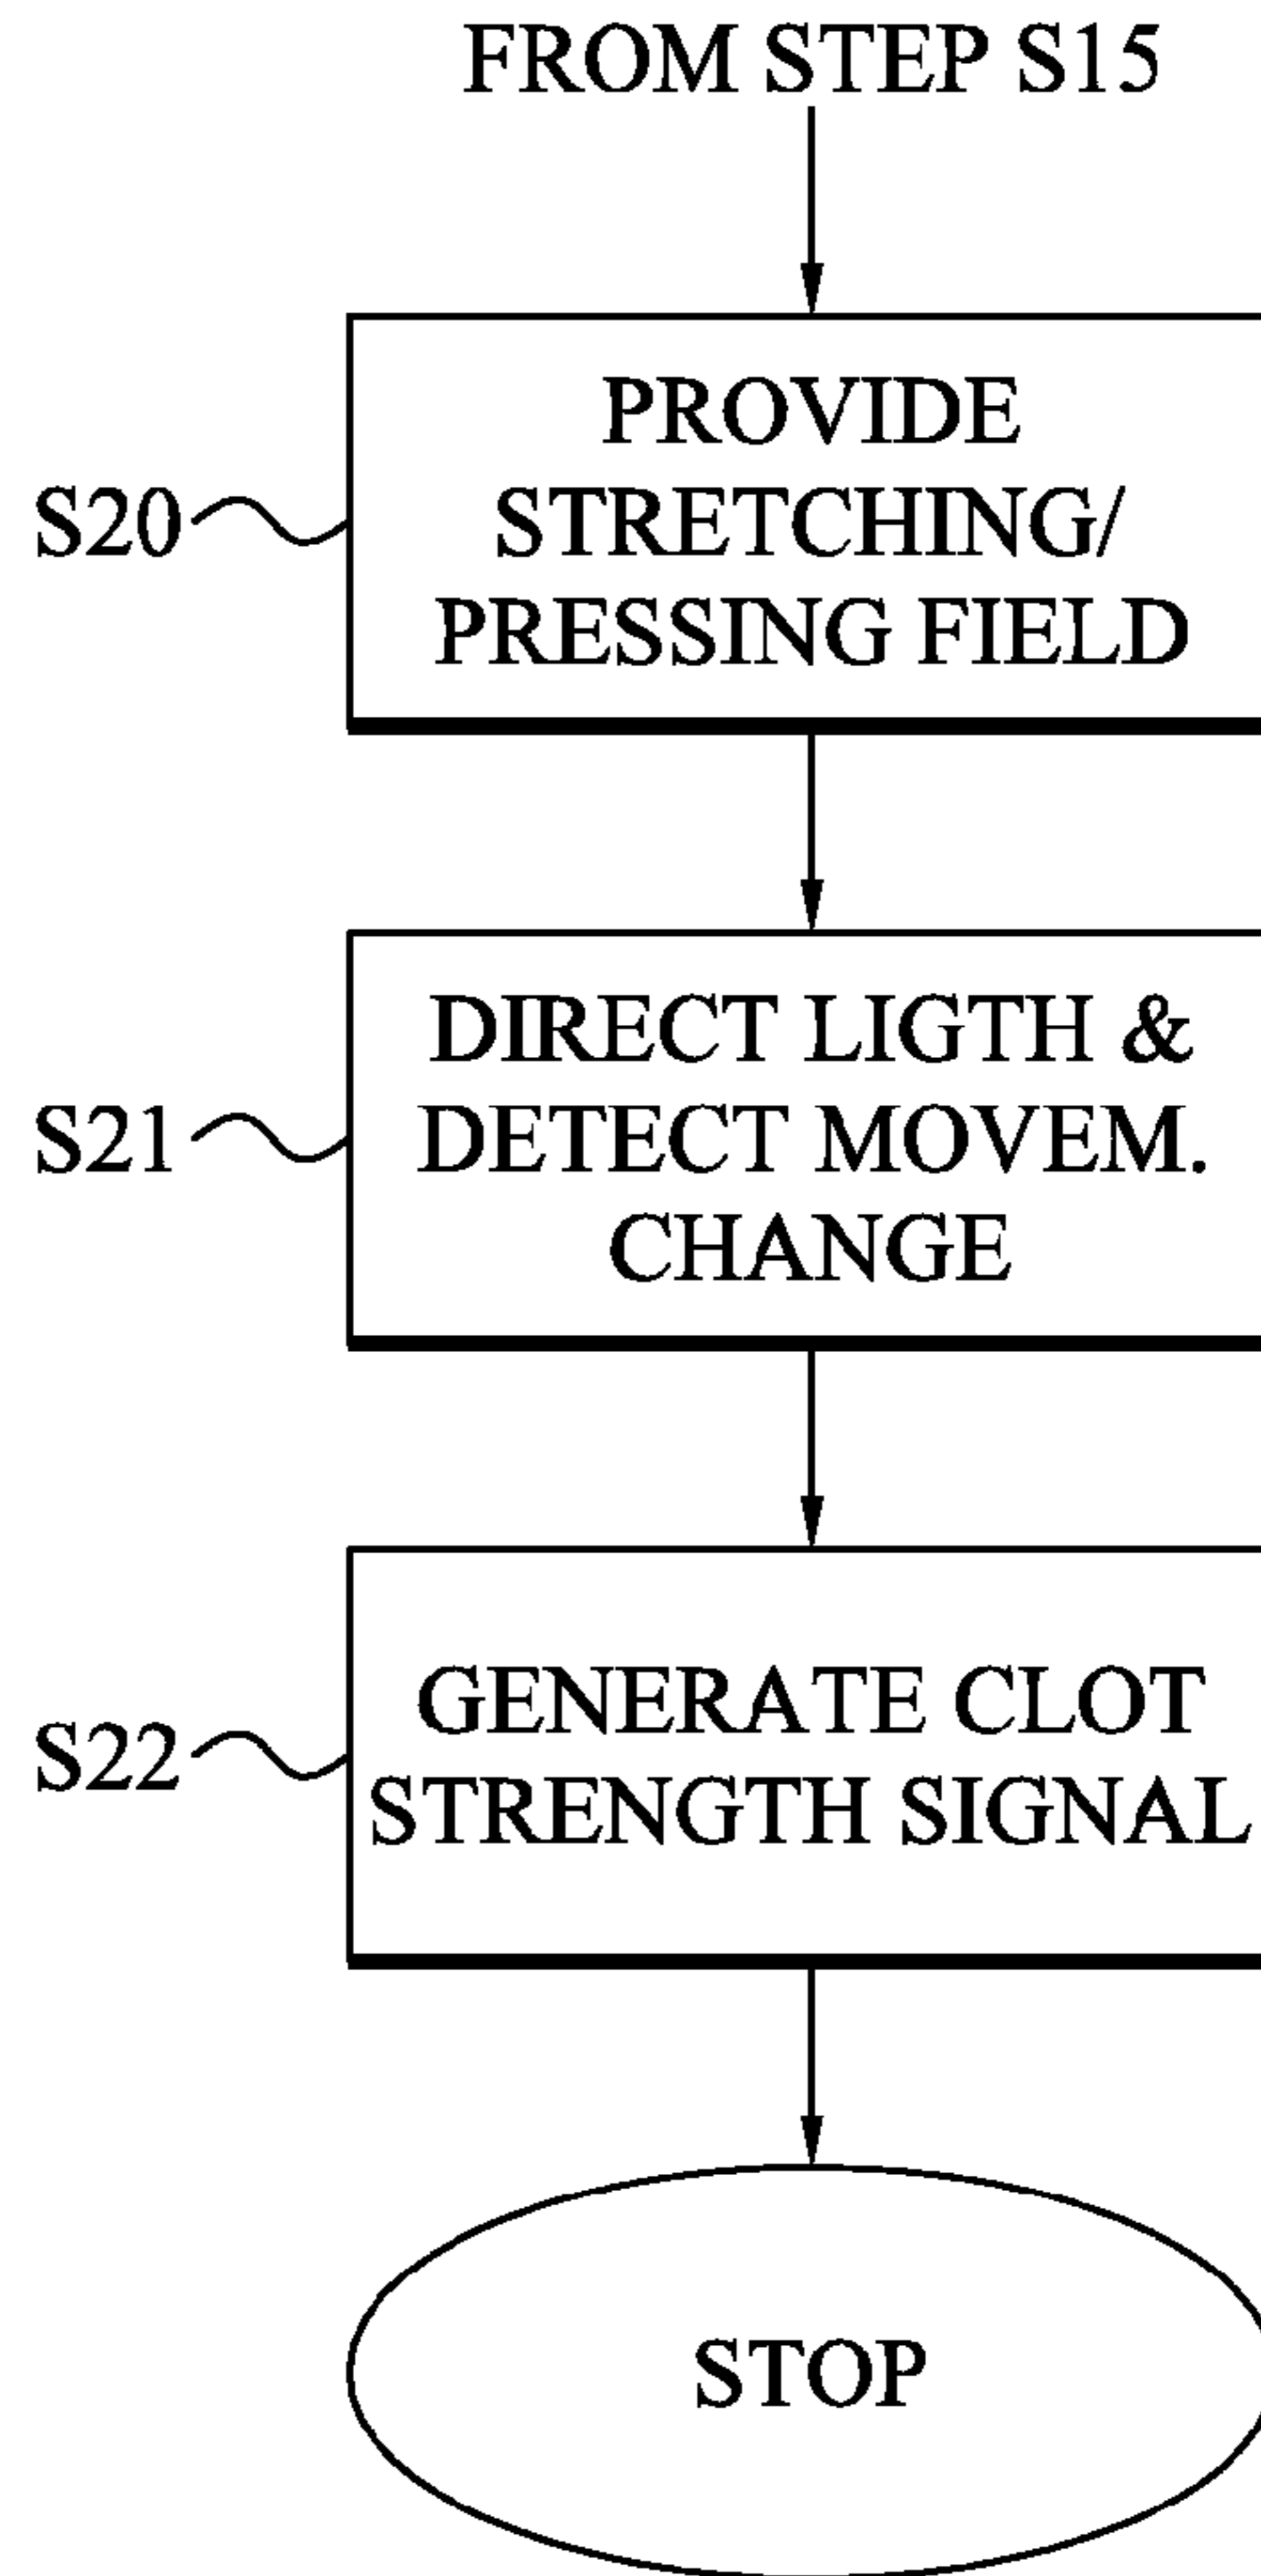 FROM STEP S15
PROVIDE
STRETCHING/
PRESSING FIELD
S20
DIRECT LIGTH &
DETECT MOVEM.
CHANGE
S21
GENERATE CLOT
STRENGTH SIGNAL
S22
STOP